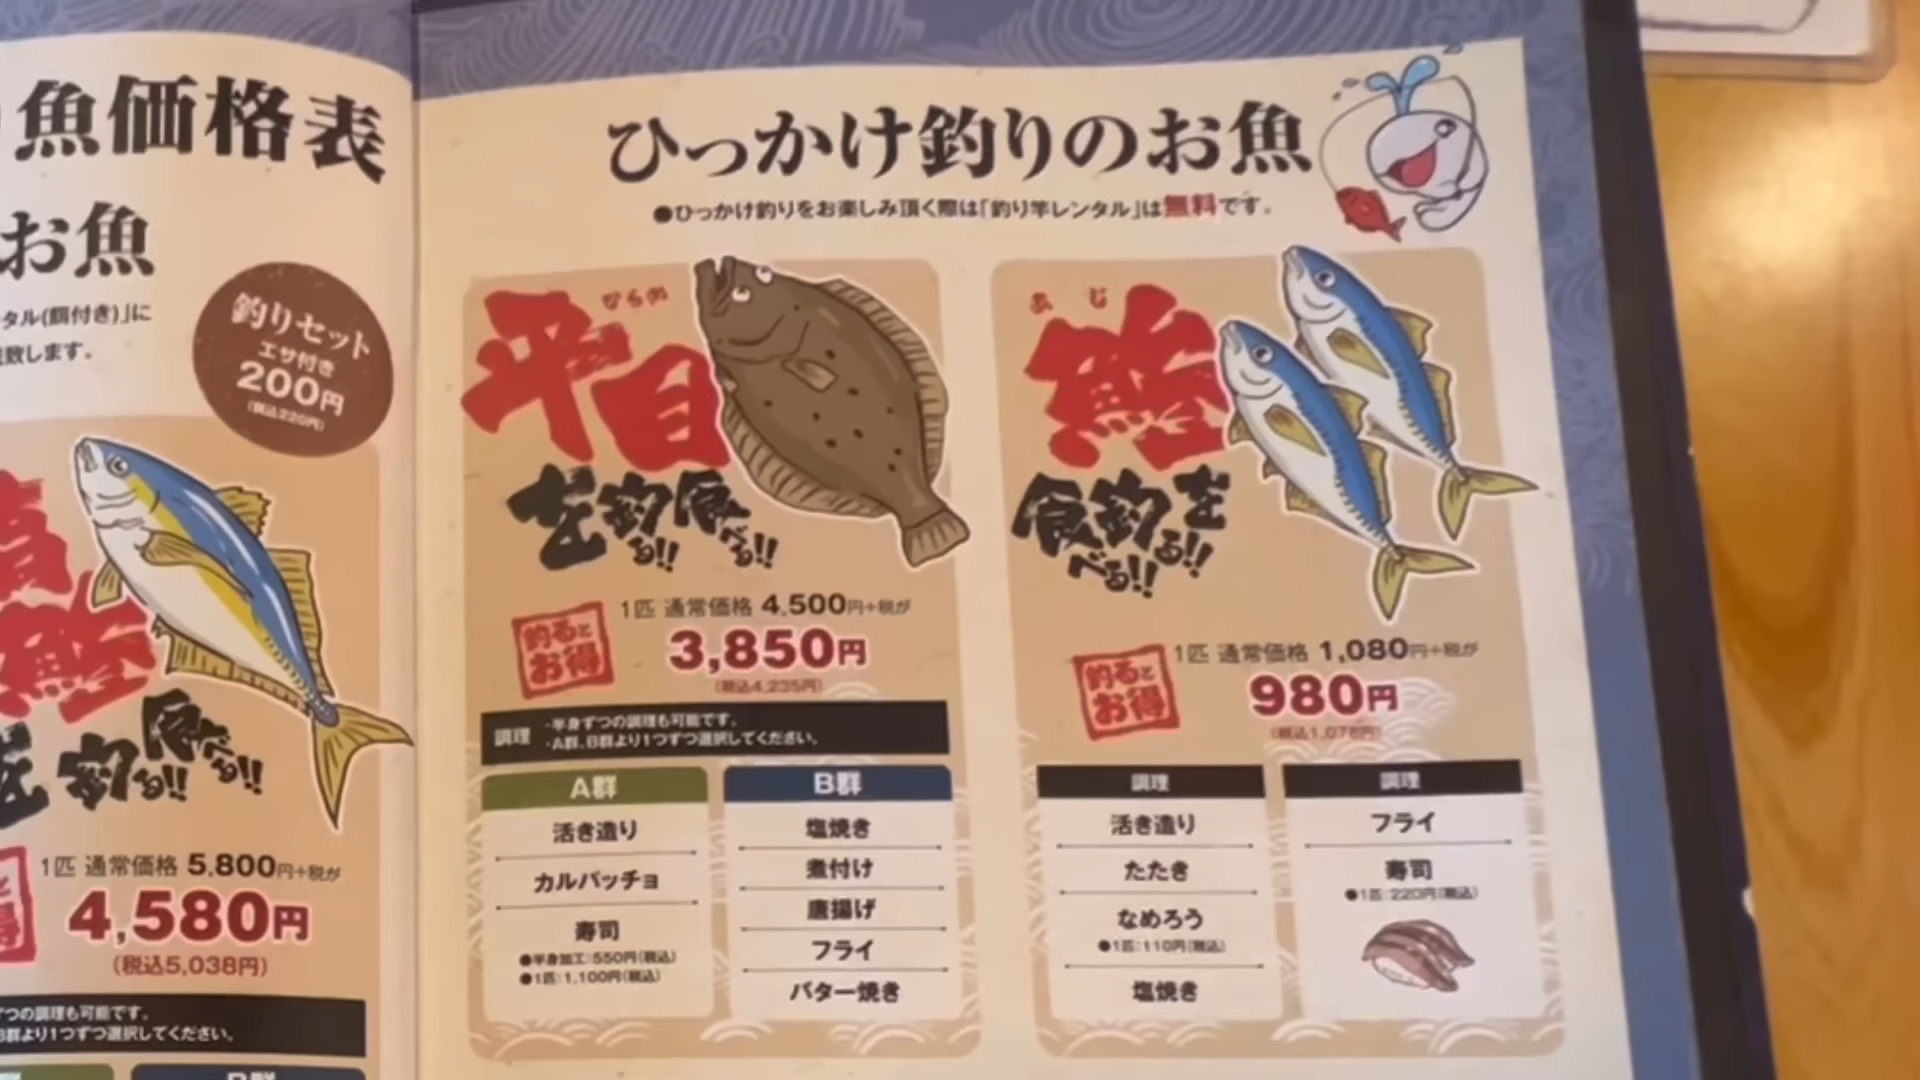 魚価格表
お魚
タル(餌付き)」に
致します。
釣りセット
エサ付き
200円
(税込220円)
を釣る!!食べる!!
1匹 通常価格 5,800円+税が
4,580円
(税込5,038円)
ずつの調理も可能です。
B群より1つずつ選択してください。
B群
ひっかけ釣りのお魚
●ひっかけ釣りをお楽しみ頂く際は「釣り竿レンタル」は無料です。
ひらめ
平目
を釣る!!食べる!!
釣ると
お得
1匹 通常価格 4,500円+税が
3,850円
(税込4,235円)
調理
・半身ずつの調理も可能です。
・A群、B群より1つずつ選択してください。
A群
活き造り
カルパッチョ
寿司
●半身加工:550円(税込)
●1匹:1,100円(税込)
B群
塩焼き
煮付け
唐揚げ
フライ
バター焼き
あじ
鯵
を釣る!!食べる!!
釣ると
お得
1匹 通常価格 1,080円+税が
980円
(税込1,078円)
調理
活き造り
たたき
なめろう
●1匹:110円(税込)
塩焼き
調理
フライ
寿司
●1匹:220円(税込)